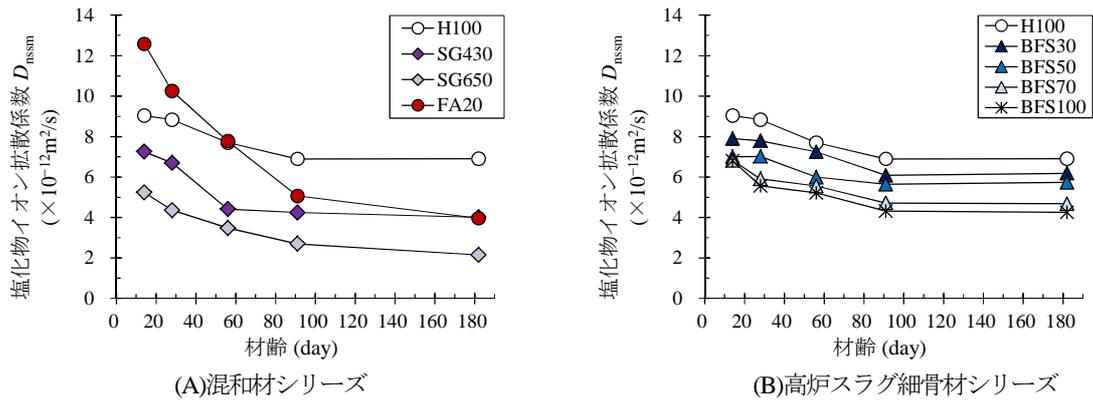 塩化物イオン拡散係数 Dnssm
(×10⁻¹²m²/s)
14
12
10
8
6
4
2
0
H100
SG430
SG650
FA20
0 20 40 60 80 100 120 140 160 180
材齢 (day)
(A)混和材シリーズ
塩化物イオン拡散係数 Dnssm
(×10⁻¹²m²/s)
14
12
10
8
6
4
2
0
H100
BFS30
BFS50
BFS70
BFS100
0 20 40 60 80 100 120 140 160 180
材齢 (day)
(B)高炉スラグ細骨材シリーズ